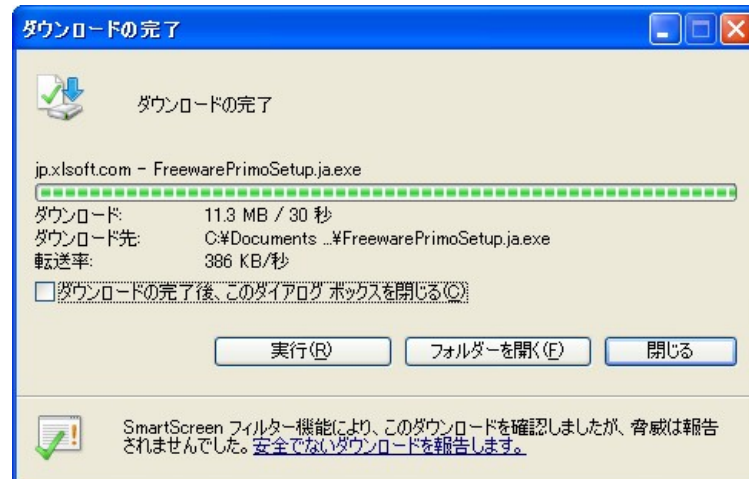 ダウンロードの完了
ダウンロードの完了
jp.xlsoft.com - FreewarePrimoSetup.ja.exe
ダウンロード: 11.3 MB / 30 秒
ダウンロード先: C:¥Documents ...¥FreewarePrimoSetup.ja.exe
転送率: 386 KB/秒
ダウンロードの完了後、このダイアログ ボックスを閉じる(C)
実行(R) フォルダーを開く(F) 閉じる
SmartScreen フィルター機能により、このダウンロードを確認しましたが、脅威は報告
されませんでした。安全でないダウンロードを報告します。